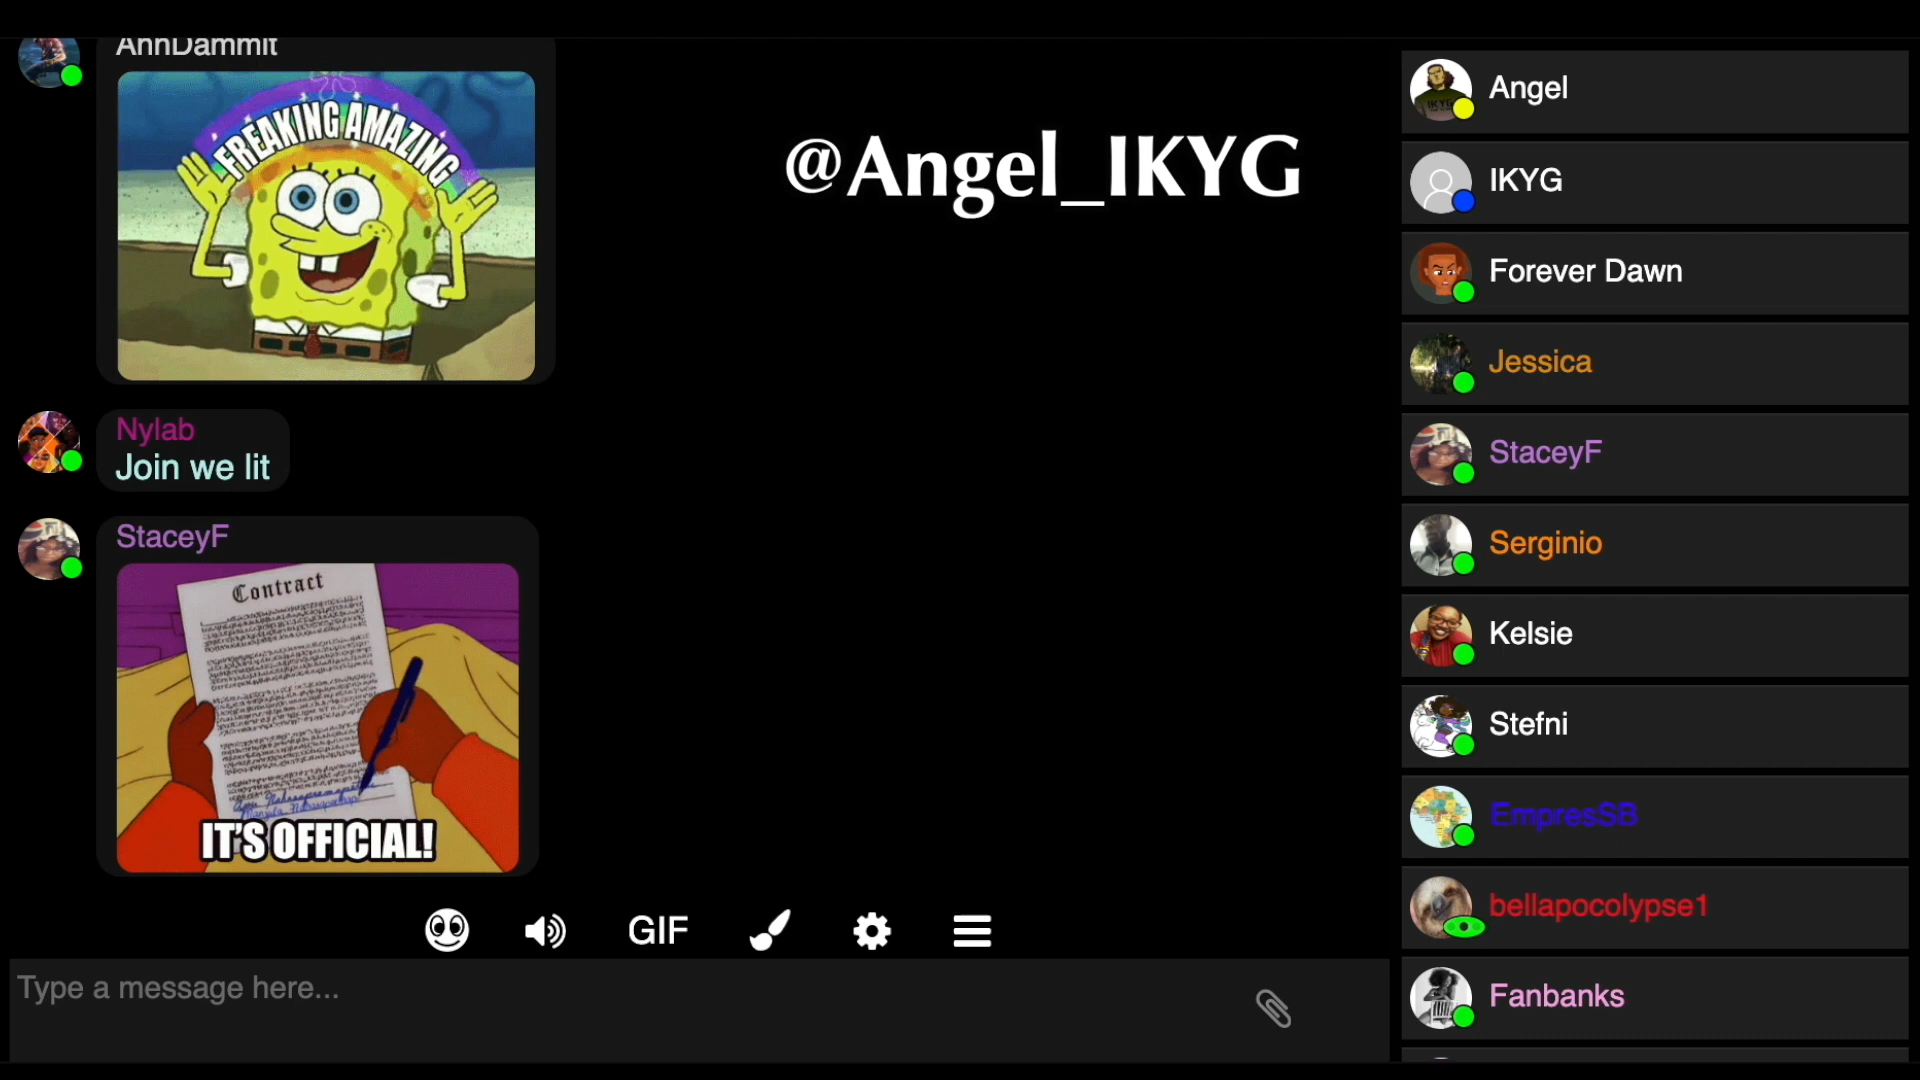 AnnDammit
FREAKING AMAZING
Nylab
Join we lit
StaceyF
Contract
IT'S OFFICIAL!
GIF
Type a message here...
@Angel_IKYG
Angel
IKYG
Forever Dawn
Jessica
StaceyF
Serginio
Kelsie
Stefni
EmpresSB
bellapocolypse1
Fanbanks